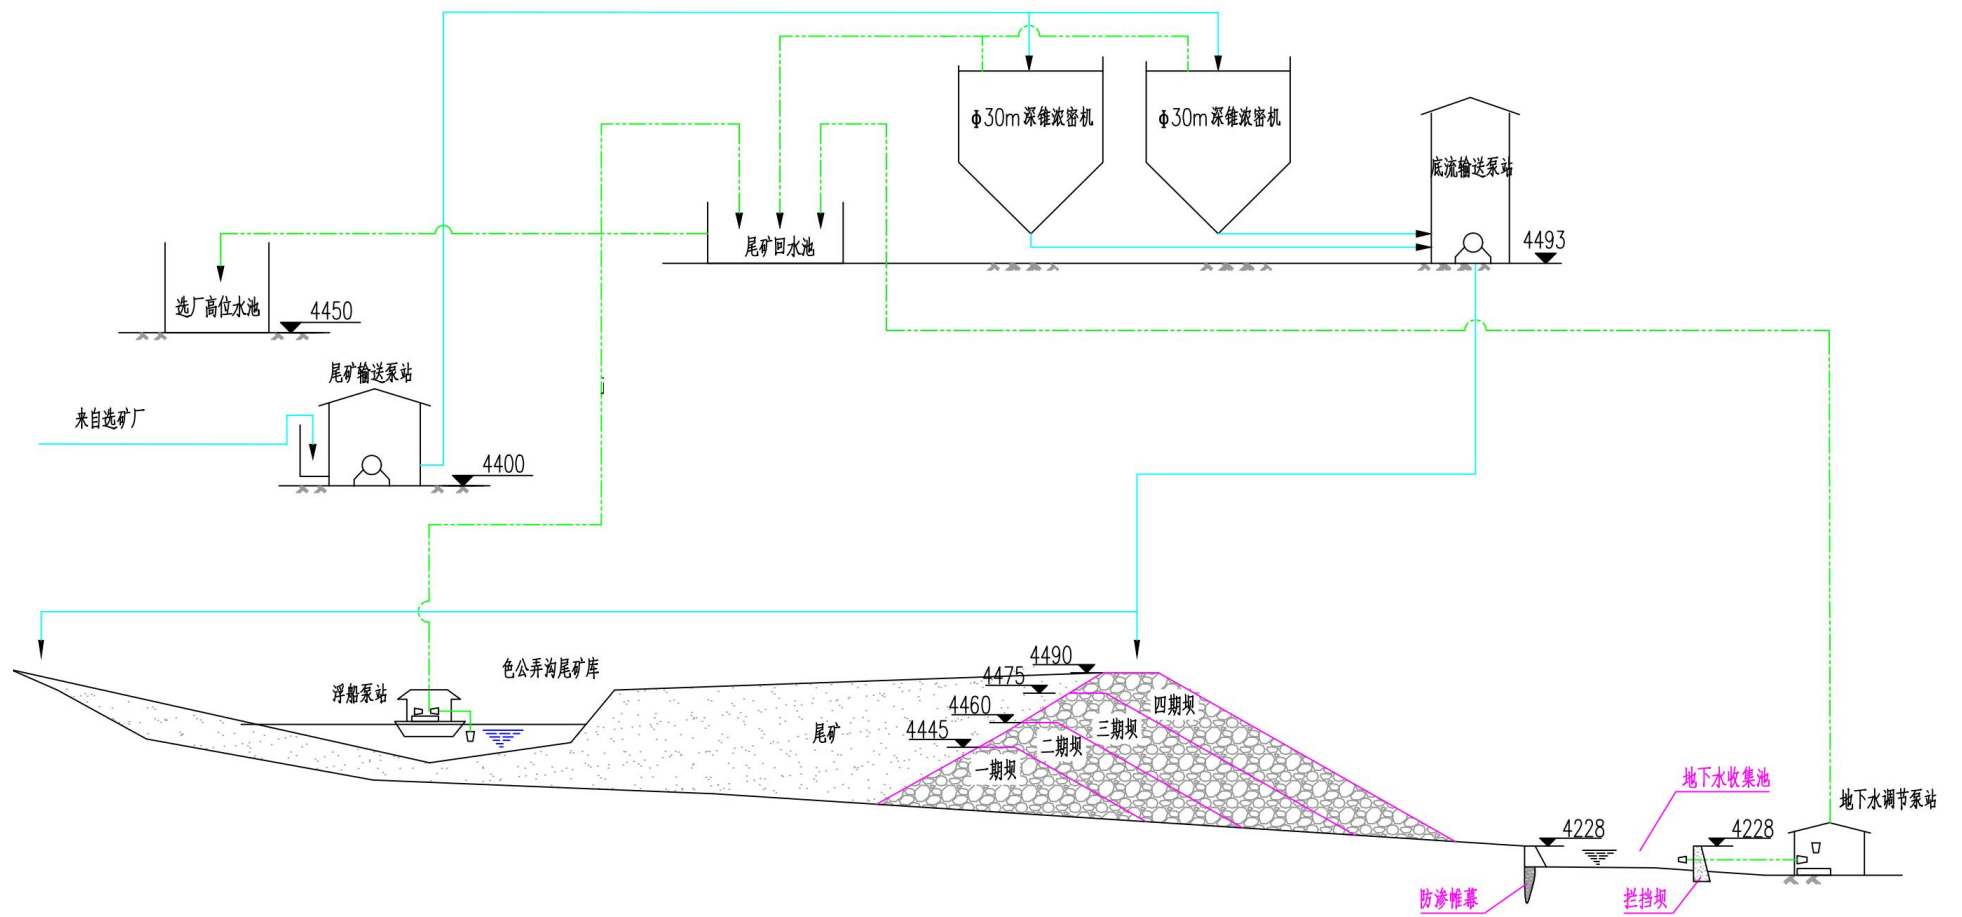 Φ30m深锥浓密机
Φ30m深锥浓密机
底流输送泵站
尾矿回水池
4493
选厂高位水池
4450
尾矿输送泵站
来自选矿厂
4400
色公弄沟尾矿库
浮船泵站
4490
4475
4460
4445
四期坝
三期坝
二期坝
一期坝
尾矿
地下水收集池
地下水调节泵站
4228
4228
防渗帷幕
拦挡坝